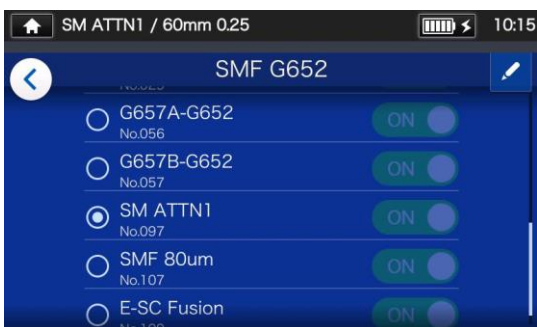 SM ATTN1 / 60mm 0.25
10:15
SMF G652
G657A-G652
No.056
ON
G657B-G652
No.057
ON
SM ATTN1
No.097
ON
SMF 80um
No.107
ON
E-SC Fusion
ON